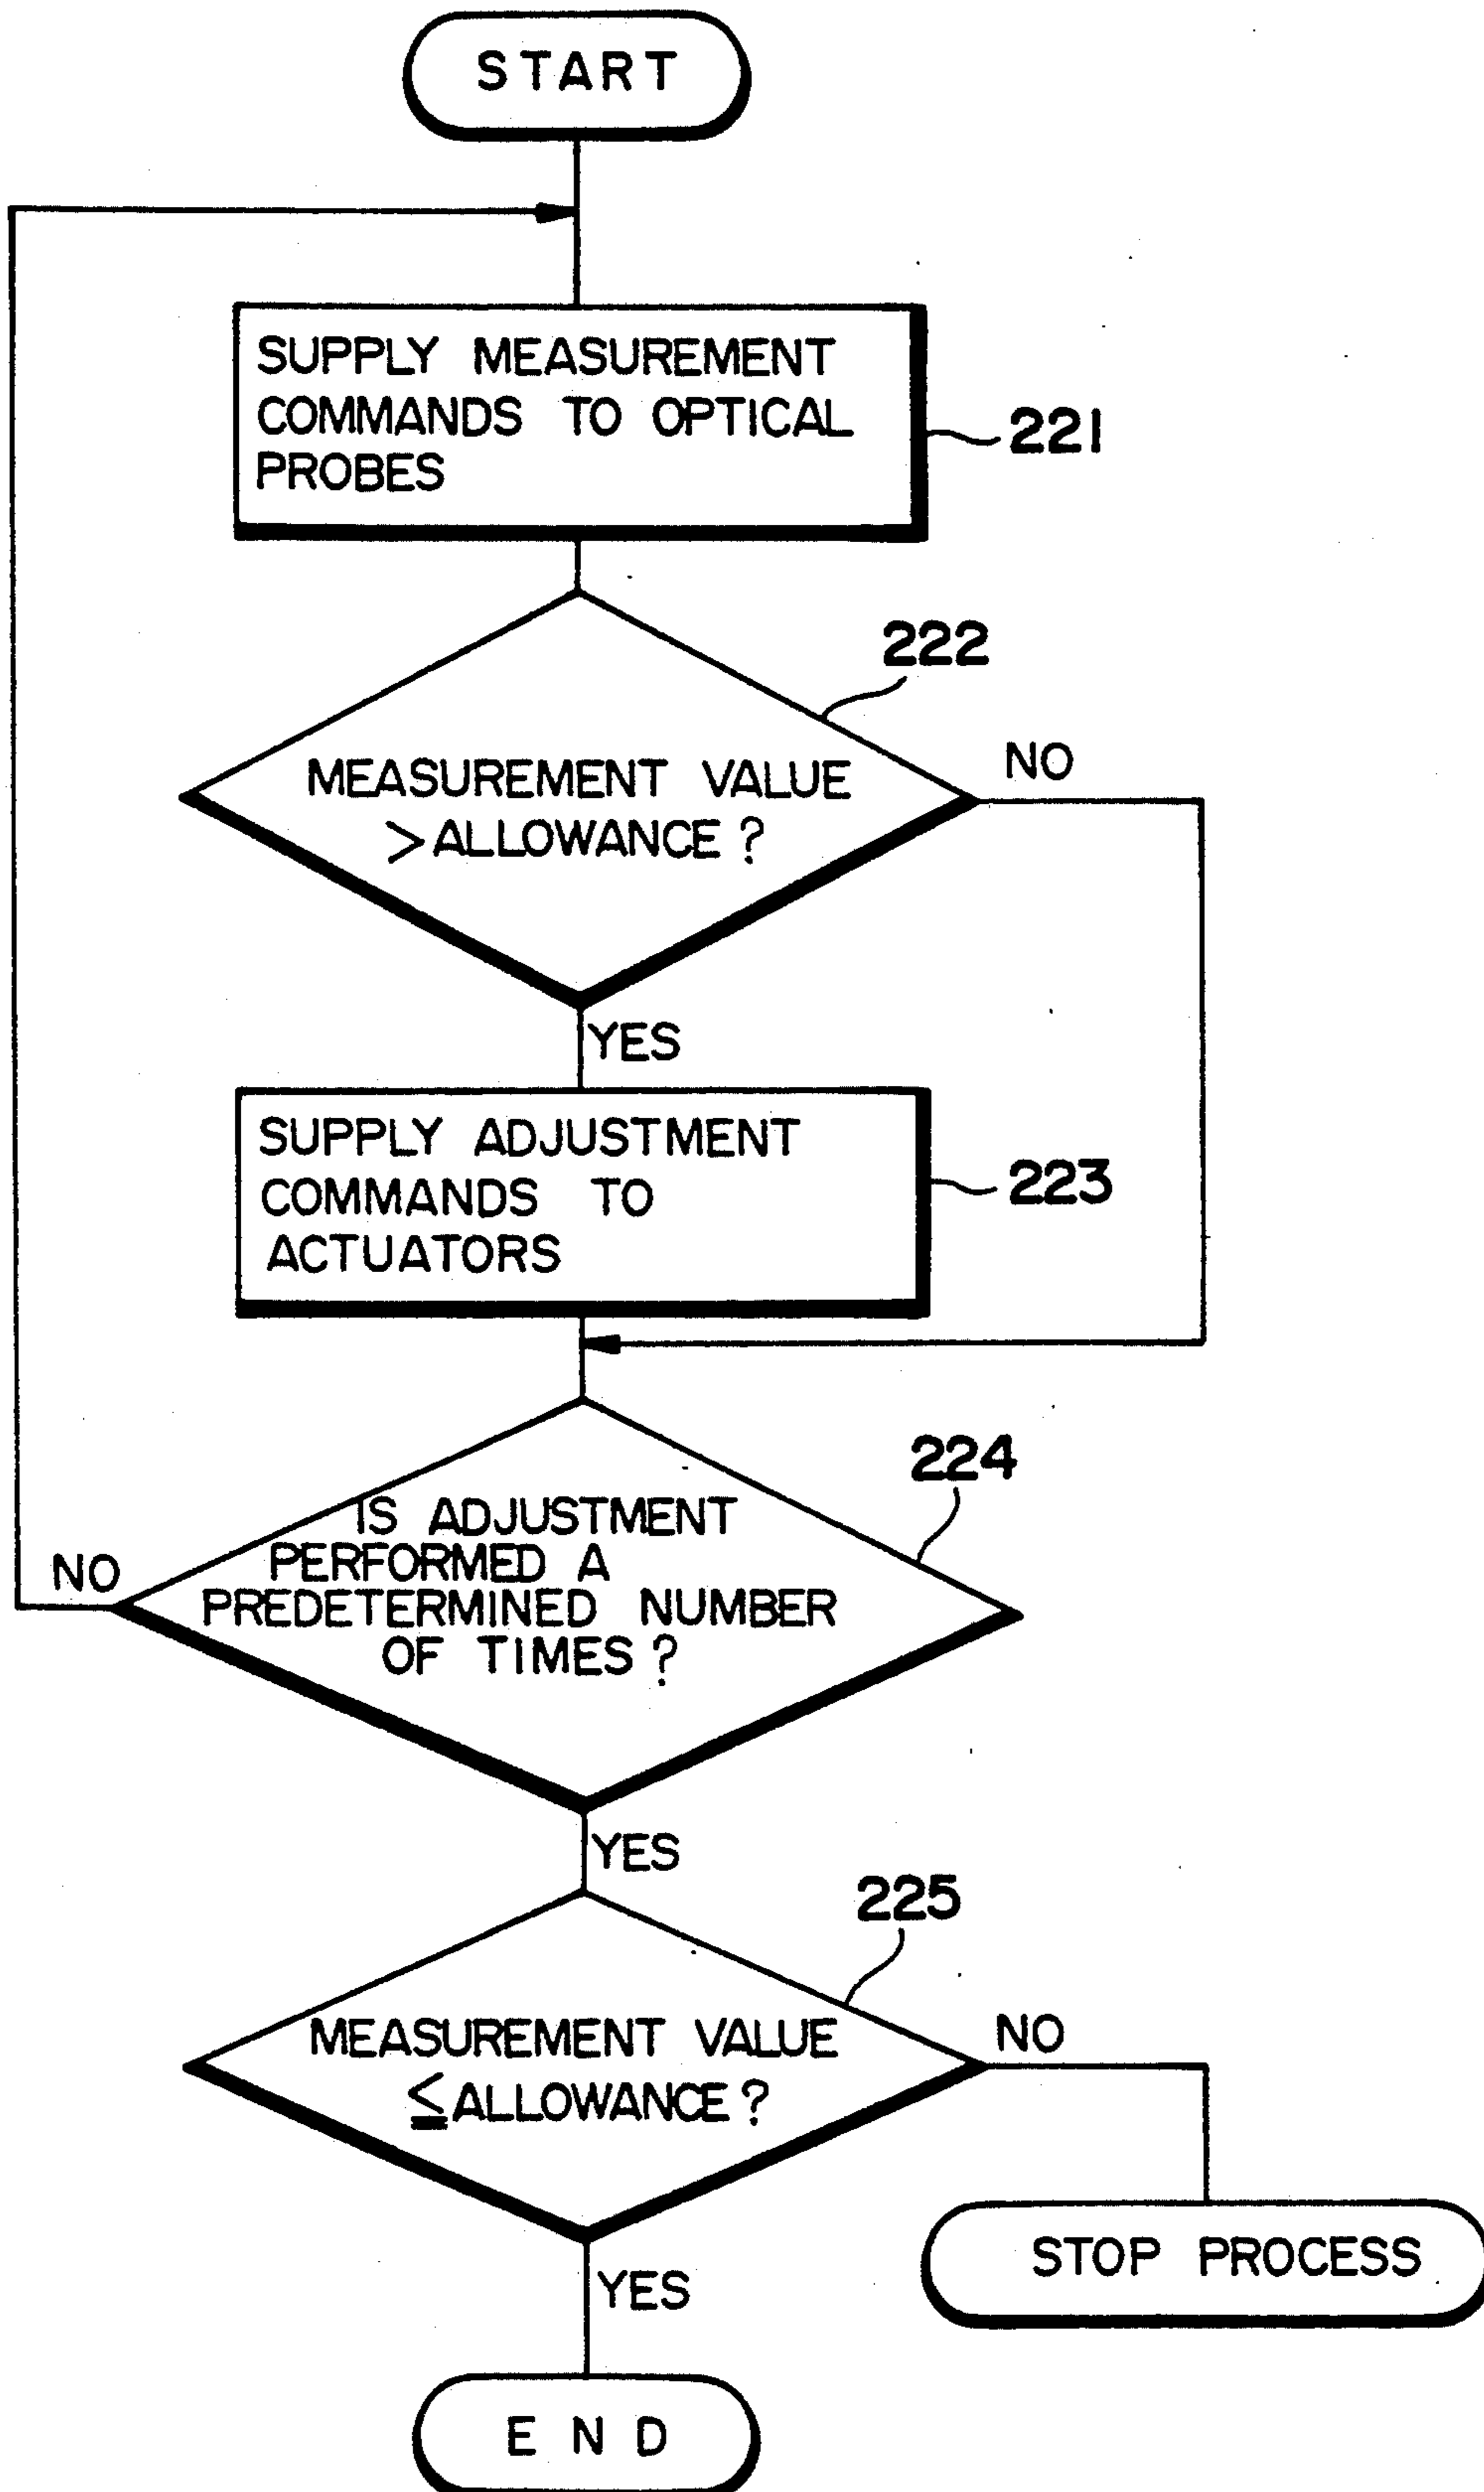 START
SUPPLY MEASUREMENT
COMMANDS TO OPTICAL
PROBES
221
222
MEASUREMENT VALUE
>ALLOWANCE?
NO
YES
SUPPLY ADJUSTMENT
COMMANDS TO
ACTUATORS
223
224
IS ADJUSTMENT
PERFORMED A
PREDETERMINED NUMBER
OF TIMES?
NO
YES
225
MEASUREMENT VALUE
≦ALLOWANCE?
NO
STOP PROCESS
YES
END